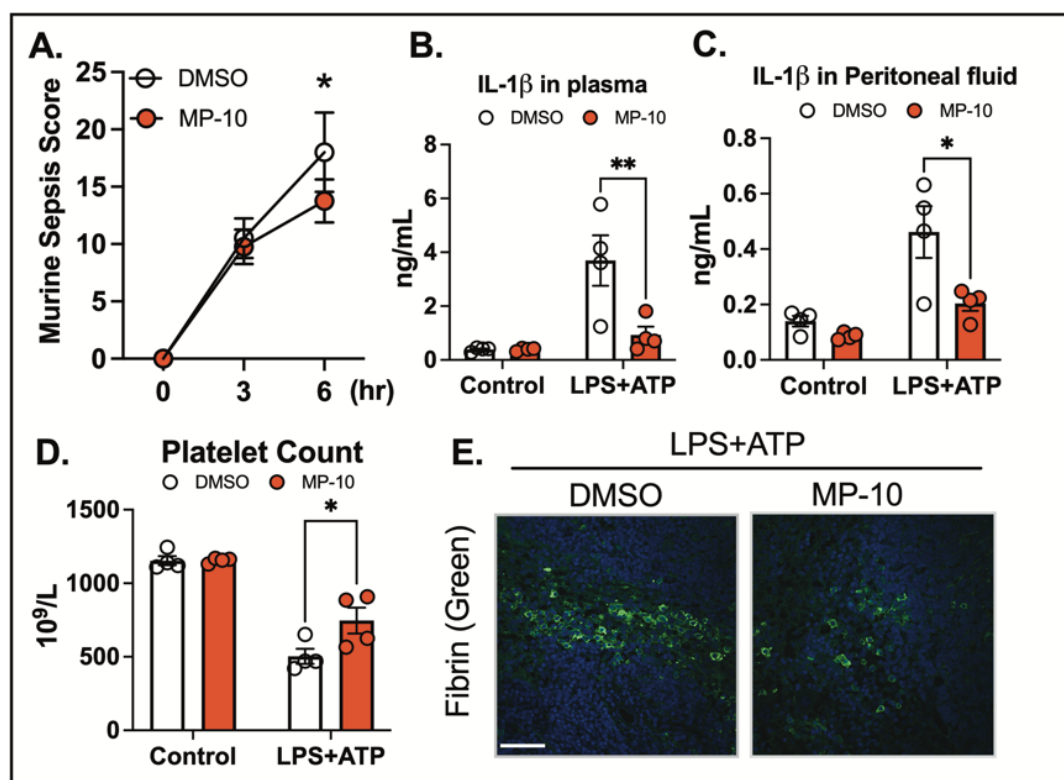 A.
Murine Sepsis Score
25
20
15
10
5
0
DMSO
MP-10
*
0 3 6 (hr)
B.
IL-1β in plasma
DMSO MP-10
ng/mL
6
4
2
0
**
Control LPS+ATP
C.
IL-1β in Peritoneal fluid
DMSO MP-10
ng/mL
0.8
0.6
0.4
0.2
0.0
*
Control LPS+ATP
D.
Platelet Count
DMSO MP-10
10⁹/L
1500
1000
500
0
*
Control LPS+ATP
E.
LPS+ATP
DMSO MP-10
Fibrin (Green)